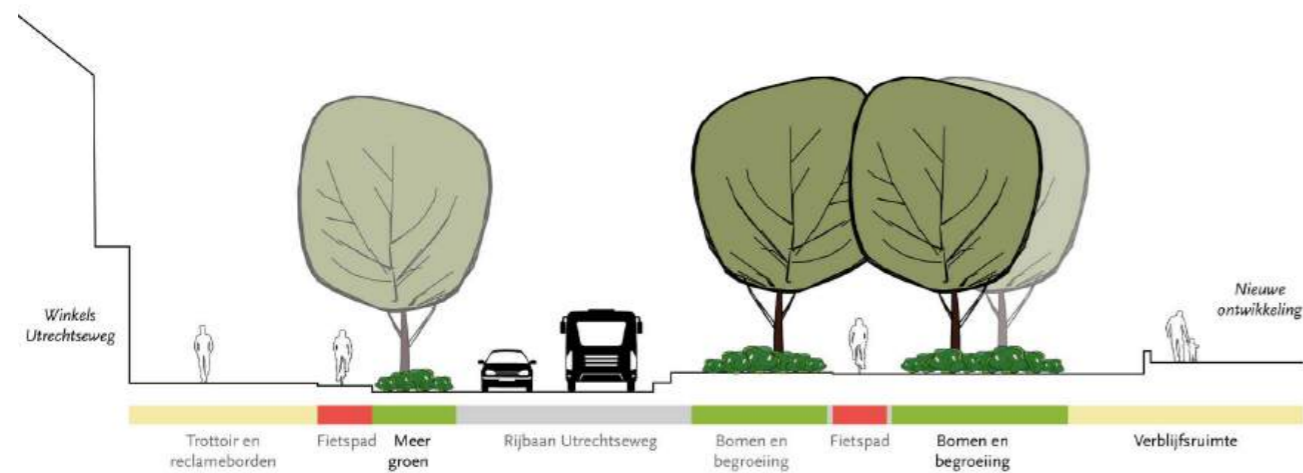 Winkels
Utrechtseweg
Nieuwe
ontwikkeling
Trottoir en
reclameborden
Fietspad
Meer
groen
Rijbaan Utrechtseweg
Bomen en
begroeiing
Fietspad
Bomen en
begroeiing
Verblijfsruimte